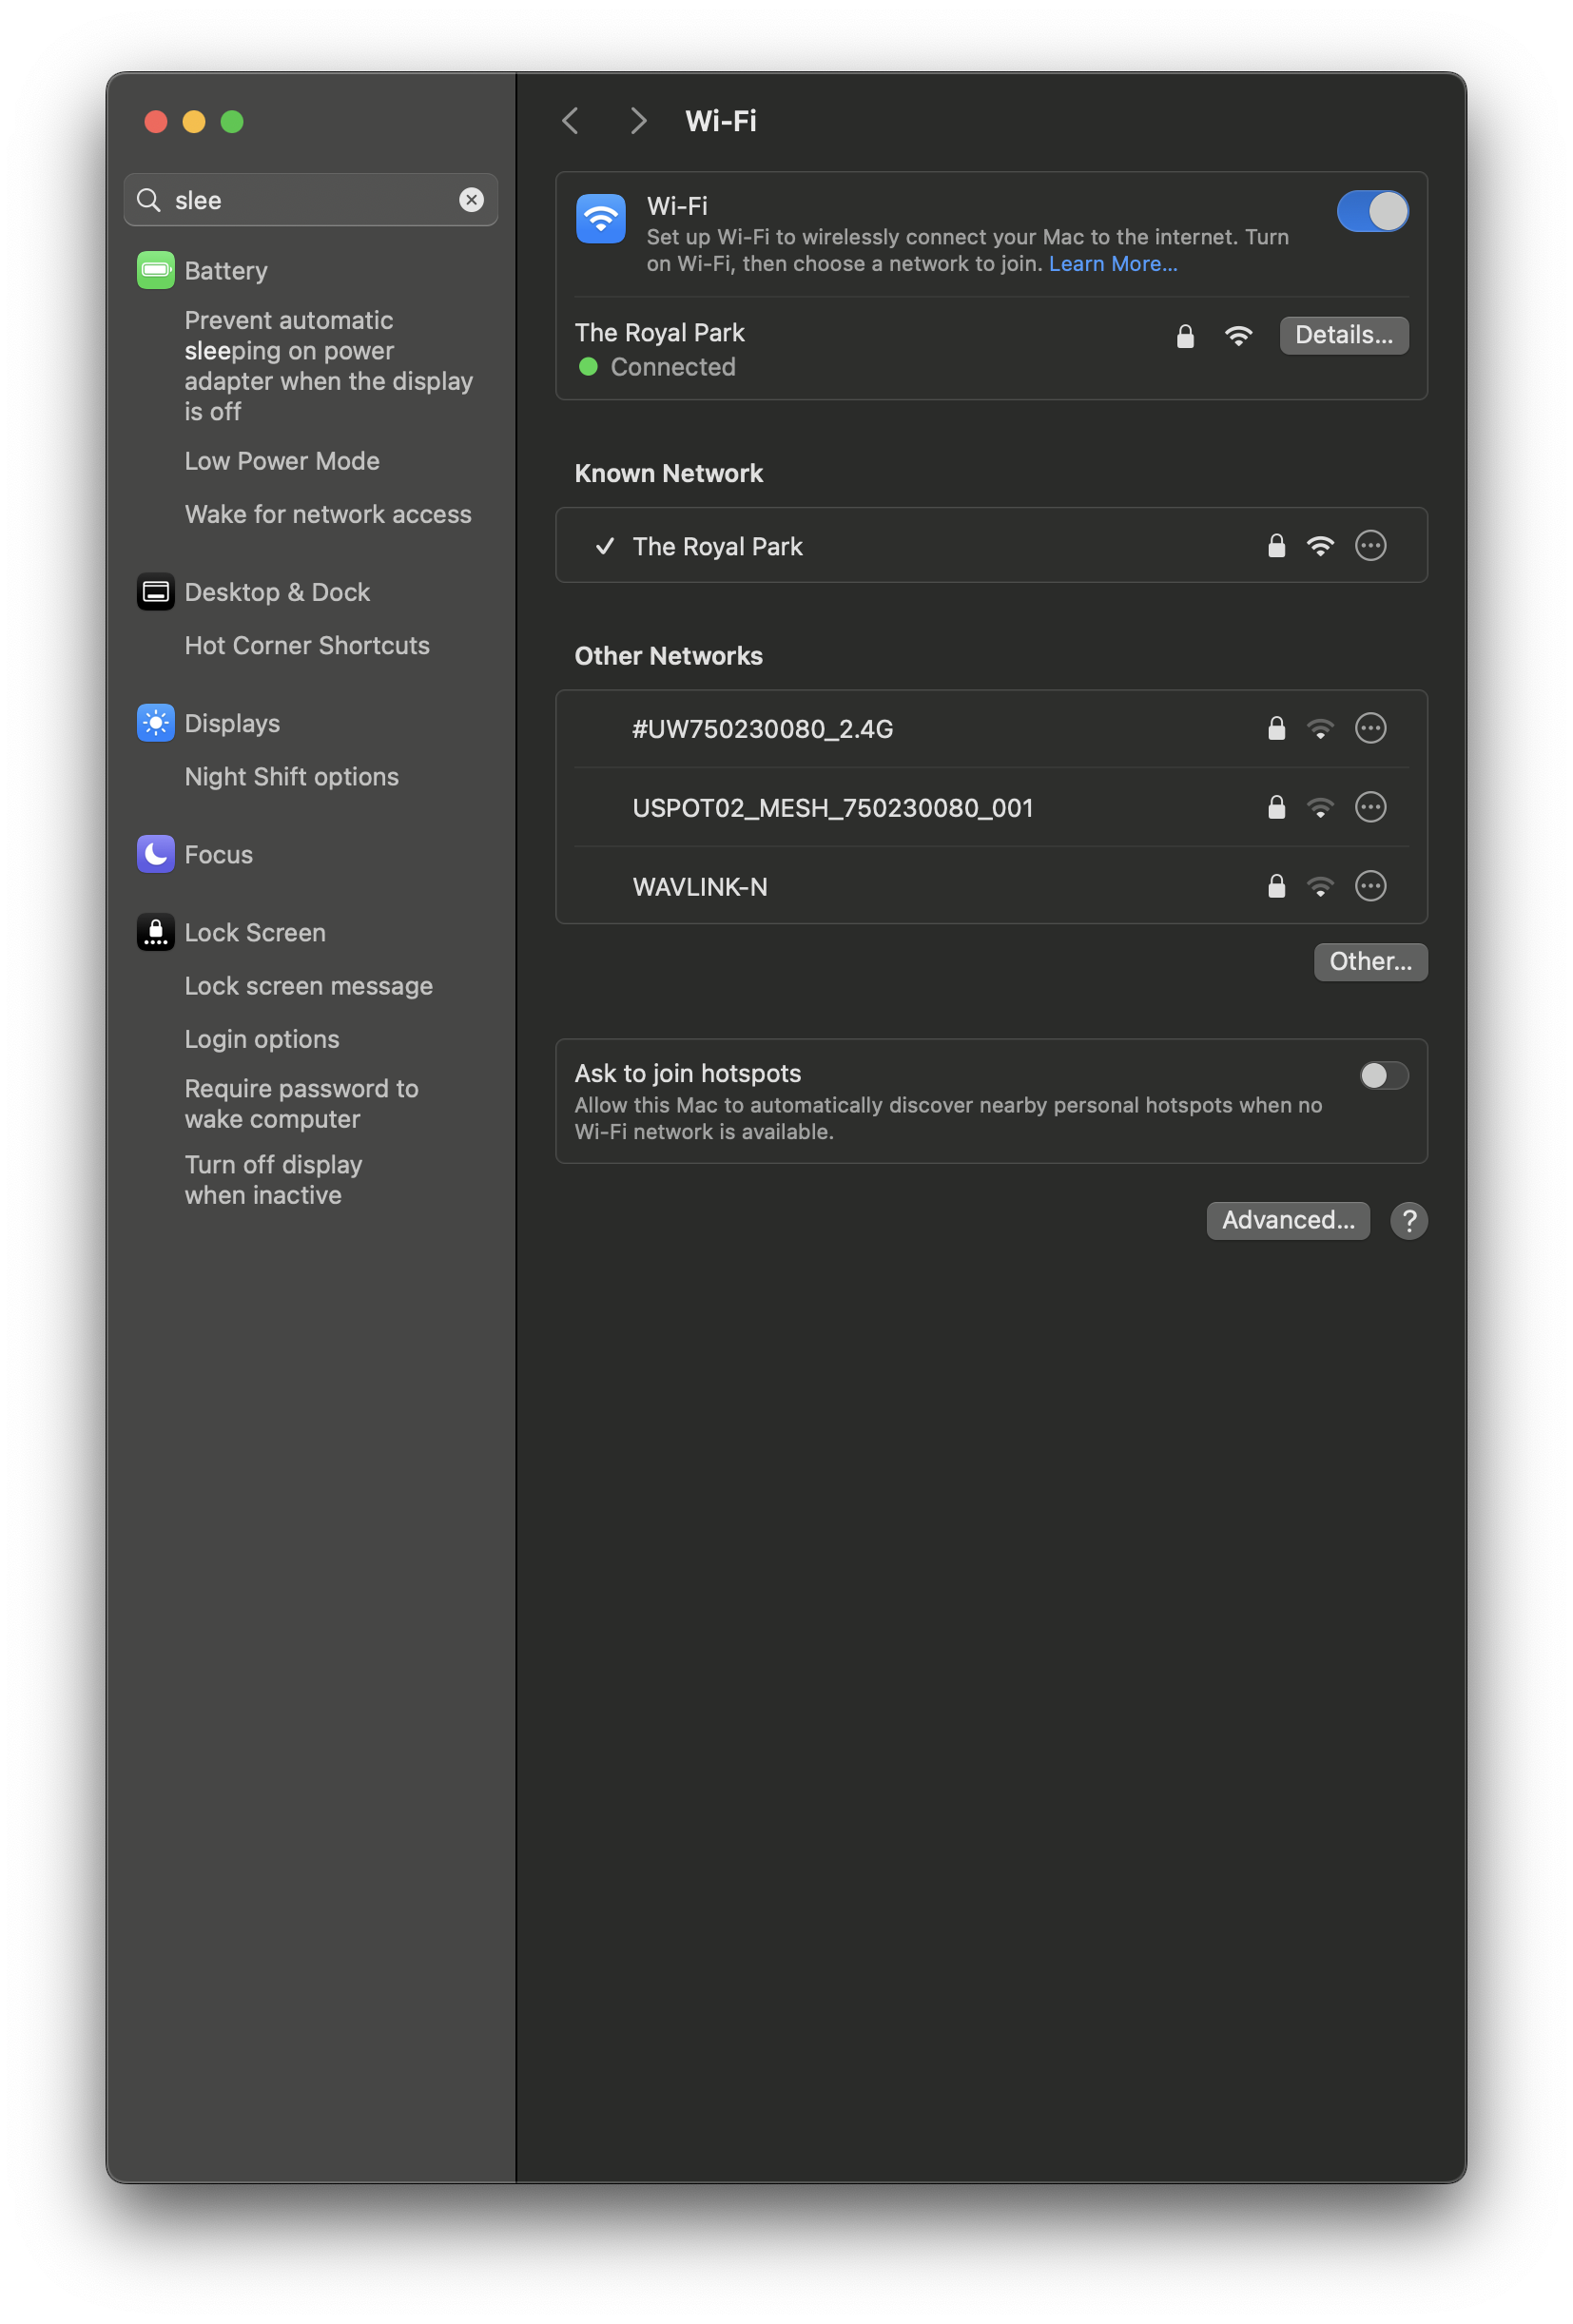 slee
Battery
Prevent automatic
sleeping on power
adapter when the display
is off
Low Power Mode
Wake for network access
Desktop & Dock
Hot Corner Shortcuts
Displays
Night Shift options
Focus
Lock Screen
Lock screen message
Login options
Require password to
wake computer
Turn off display
when inactive
Wi-Fi
Wi-Fi
Set up Wi-Fi to wirelessly connect your Mac to the internet. Turn
on Wi-Fi, then choose a network to join. Learn More...
The Royal Park
Details...
Connected
Known Network
The Royal Park
Other Networks
#UW750230080_2.4G
USPOT02_MESH_750230080_001
WAVLINK-N
Other...
Ask to join hotspots
Allow this Mac to automatically discover nearby personal hotspots when no
Wi-Fi network is available.
Advanced...
?